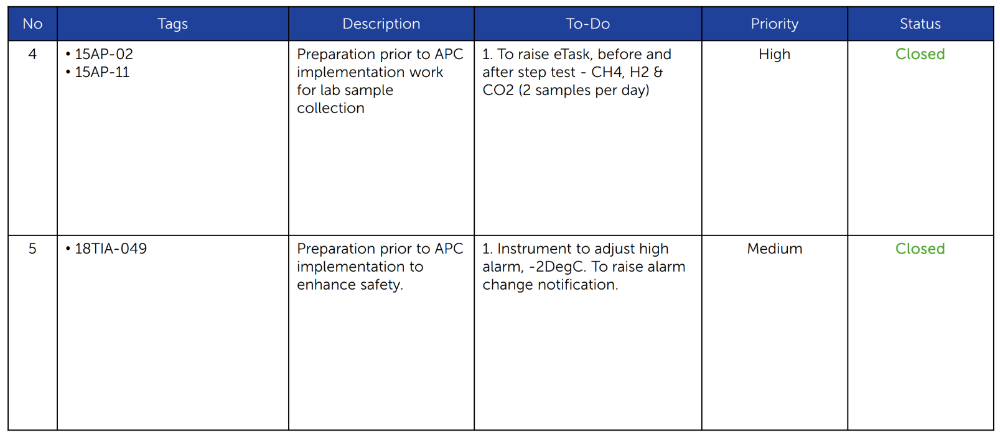 No Tags Description To-Do Priority Status
4 • 15AP-02 Preparation prior to APC 1. To raise eTask, before and High Closed
• 15AP-11 implementation work after step test - CH4, H2 &
for lab sample CO2 (2 samples per day)
collection
5 • 18TIA-049 Preparation prior to APC 1. Instrument to adjust high Medium Closed
implementation to alarm, -2DegC. To raise alarm
enhance safety. change notification.